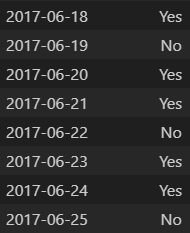 2017-06-18 Yes
2017-06-19 No
2017-06-20 Yes
2017-06-21 Yes
2017-06-22 No
2017-06-23 Yes
2017-06-24 Yes
2017-06-25 No